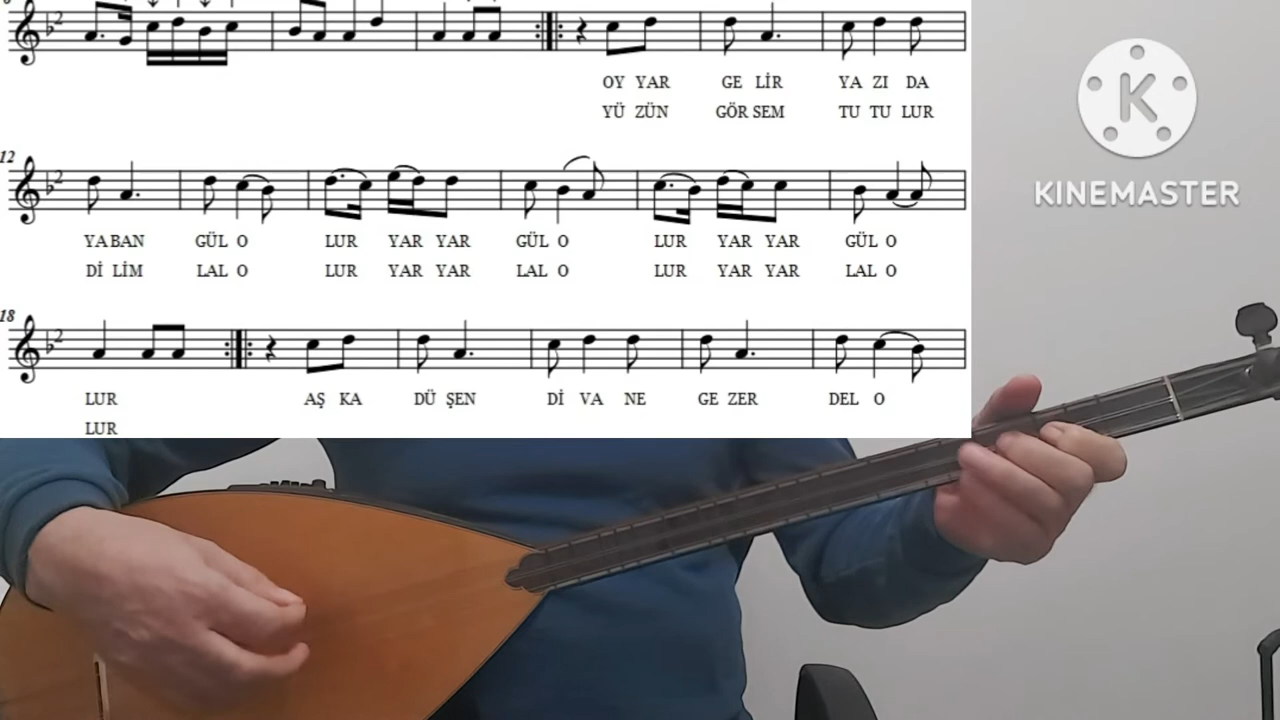 OY YAR GE LİR YA ZI DA
YÜ ZÜN GÖR SEM TU TU LUR
KINEMASTER
12
YA BAN GÜL O LUR YAR YAR GÜL O LUR YAR YAR GÜL O
Dİ LİM LAL O LUR YAR YAR LAL O LUR YAR YAR LAL O
18
LUR AŞ KA DÜ ŞEN Dİ VA NE GE ZER DEL O
LUR